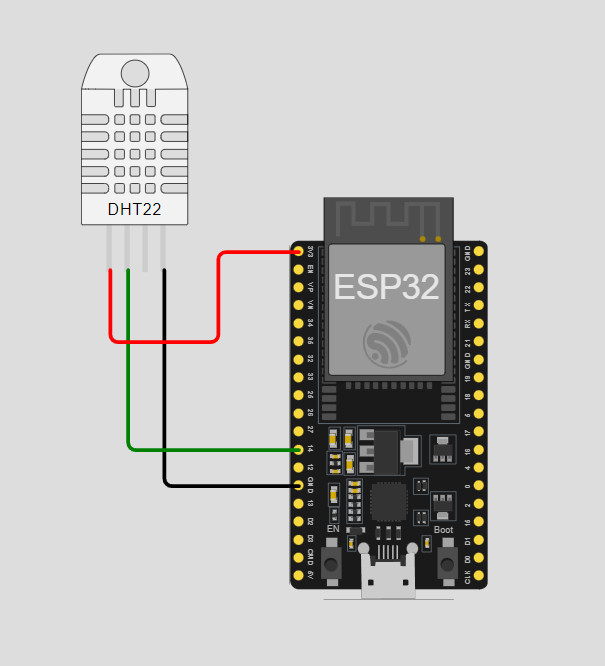 DHT22
ESP32
3V3
EN
VP
VN
34
35
32
33
25
26
27
14
12
GND
13
D2
D3
CMD
5V
GND
23
22
TX
RX
21
GND
19
18
5
17
16
4
0
2
15
D1
D0
CLK
EN
Boot